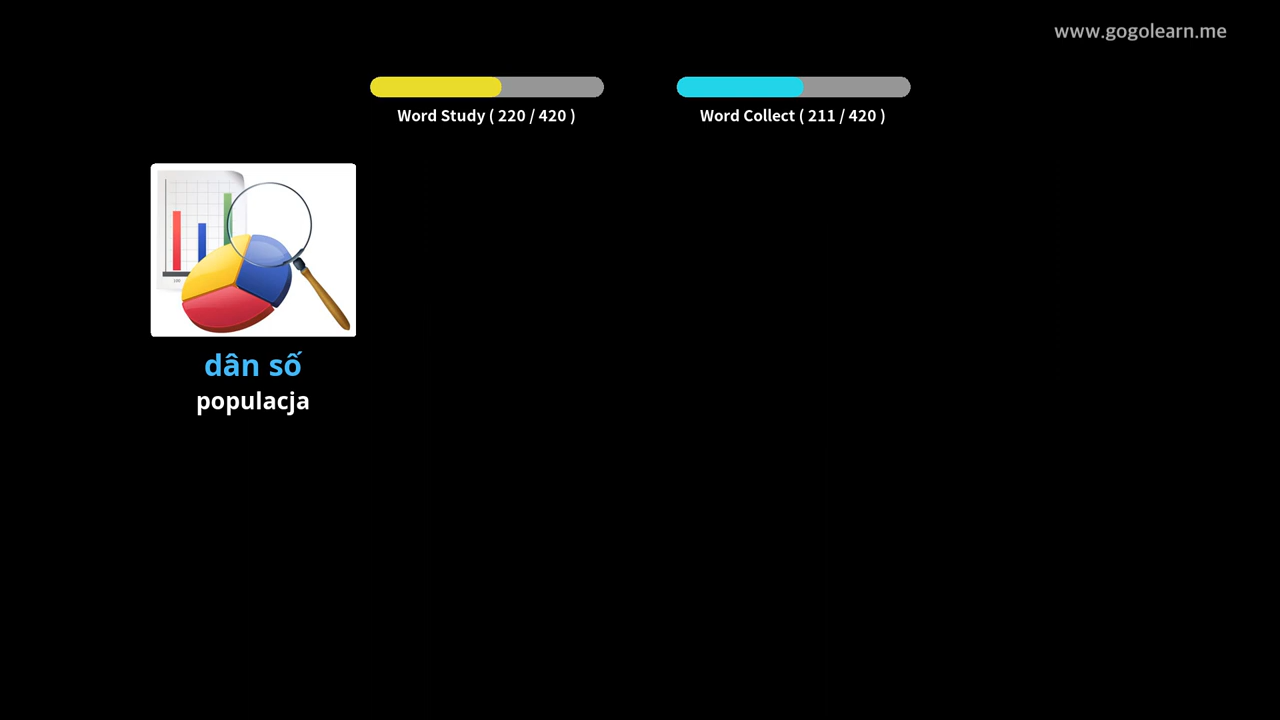 www.gogolearn.me
Word Study ( 220 / 420 )
Word Collect ( 211 / 420 )
dân số
populacja